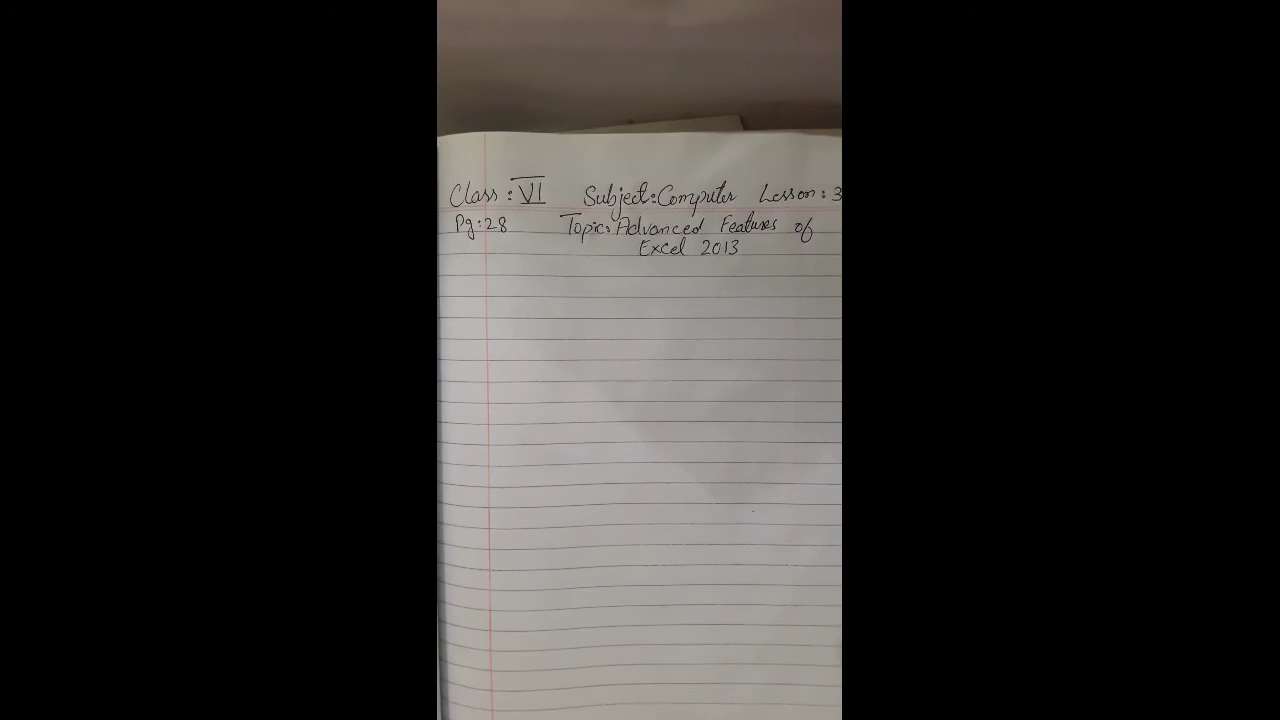 Class: VI Subject: Computer Lesson: 3
Pg: 28 Topic: Advanced Features of
Excel 2013